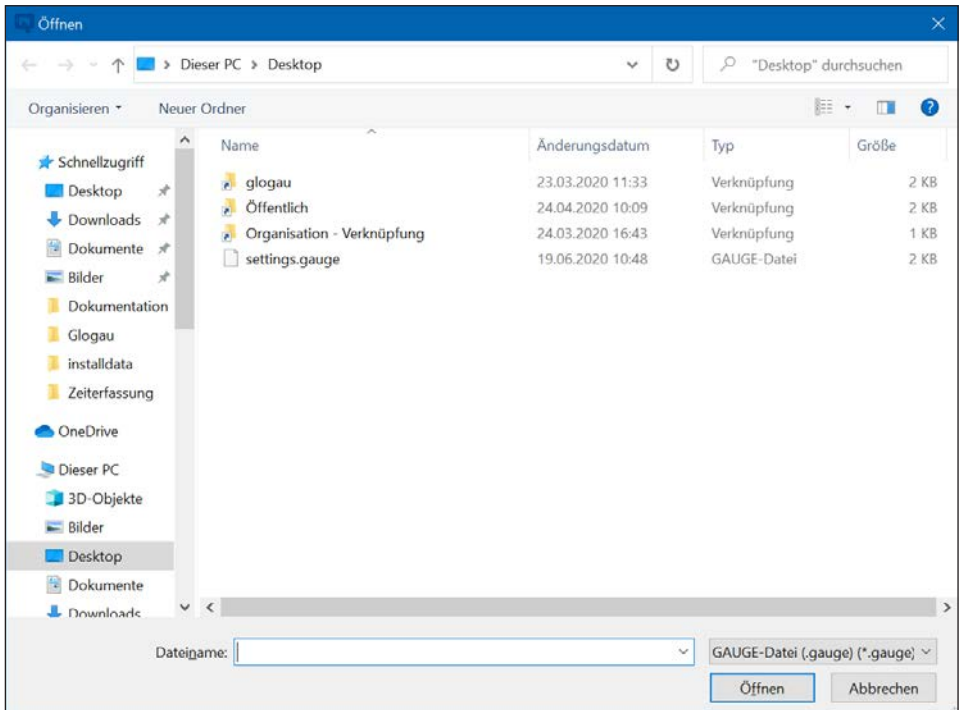 Öffnen
Dieser PC > Desktop
"Desktop" durchsuchen
Organisieren
Neuer Ordner
Name Änderungsdatum Typ Größe
glogau 23.03.2020 11:33 Verknüpfung 2 KB
Öffentlich 24.04.2020 10:09 Verknüpfung 2 KB
Organisation - Verknüpfung 24.03.2020 16:43 Verknüpfung 1 KB
settings.gauge 19.06.2020 10:48 GAUGE-Datei 2 KB
Schnellzugriff
Desktop
Downloads
Dokumente
Bilder
Dokumentation
Glogau
installdata
Zeiterfassung
OneDrive
Dieser PC
3D-Objekte
Bilder
Desktop
Dokumente
Downloads
Dateiname:
GAUGE-Datei (.gauge) (*.gauge)
Öffnen
Abbrechen